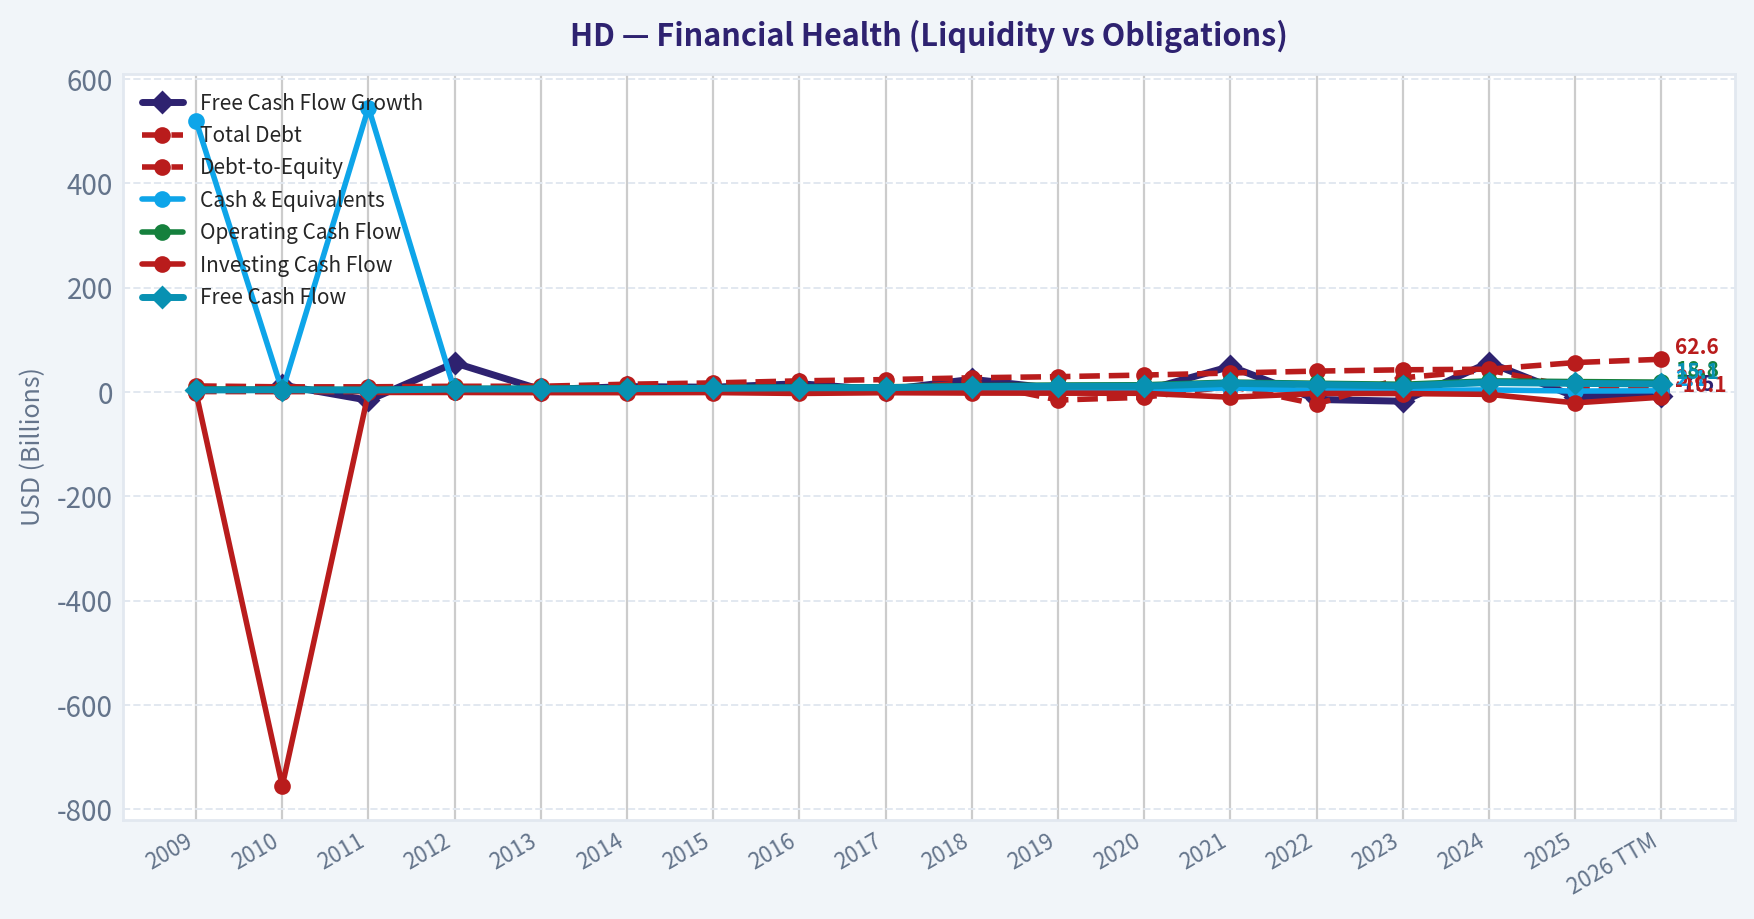 HD — Financial Health (Liquidity vs Obligations)
600
400
200
0
-200
-400
-600
-800
USD (Billions)
Free Cash Flow Growth
Total Debt
Debt-to-Equity
Cash & Equivalents
Operating Cash Flow
Investing Cash Flow
Free Cash Flow
62.6
2009
2010
2011
2012
2013
2014
2015
2016
2017
2018
2019
2020
2021
2022
2023
2024
2025
2026 TTM